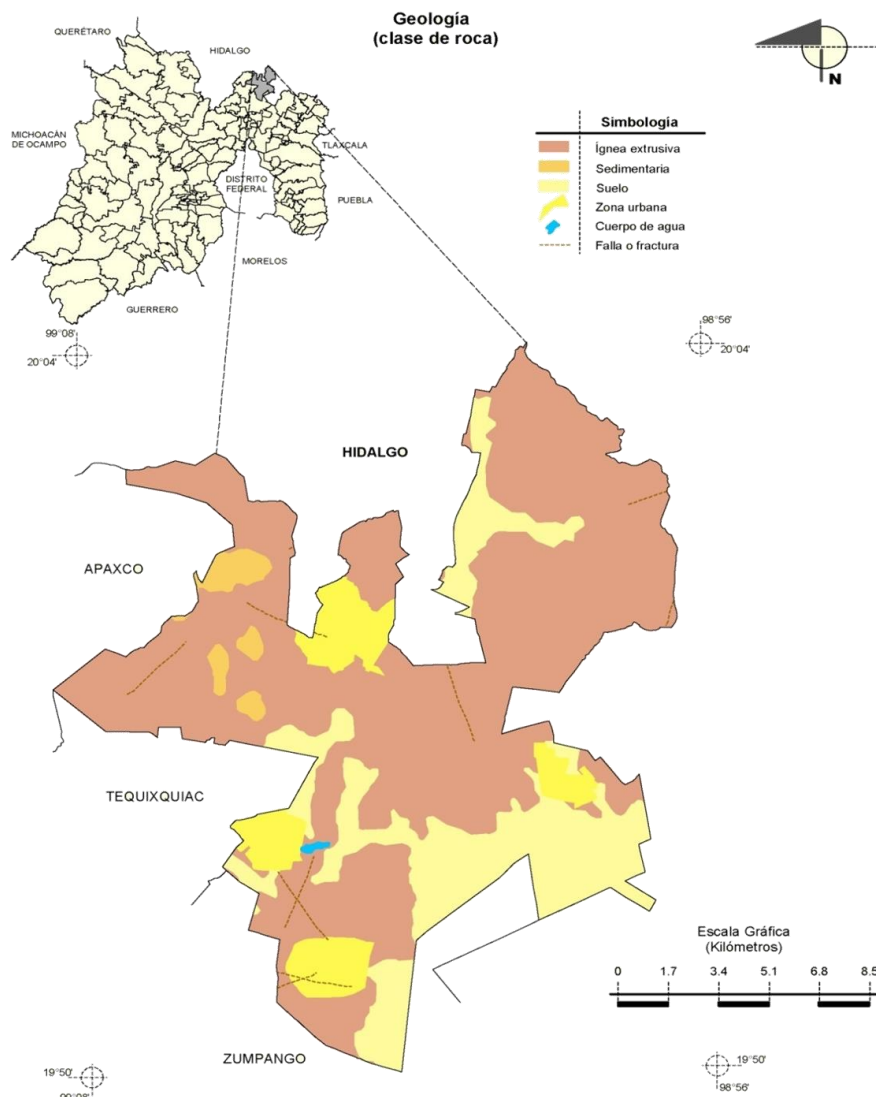 Geología
(clase de roca)
QUERÉTARO
HIDALGO
MICHOACÁN
DE OCAMPO
TLAXCALA
DISTRITO
FEDERAL
PUEBLA
MORELOS
GUERRERO
N
Simbología
Ígnea extrusiva
Sedimentaria
Suelo
Zona urbana
Cuerpo de agua
Falla o fractura
99°08'
20°04'
98°56'
20°04'
HIDALGO
APAXCO
TEQUIXQUIAC
ZUMPANGO
Escala Gráfica
(Kilómetros)
0 1.7 3.4 5.1 6.8 8.5
19°50'
99°08'
19°50'
98°56'